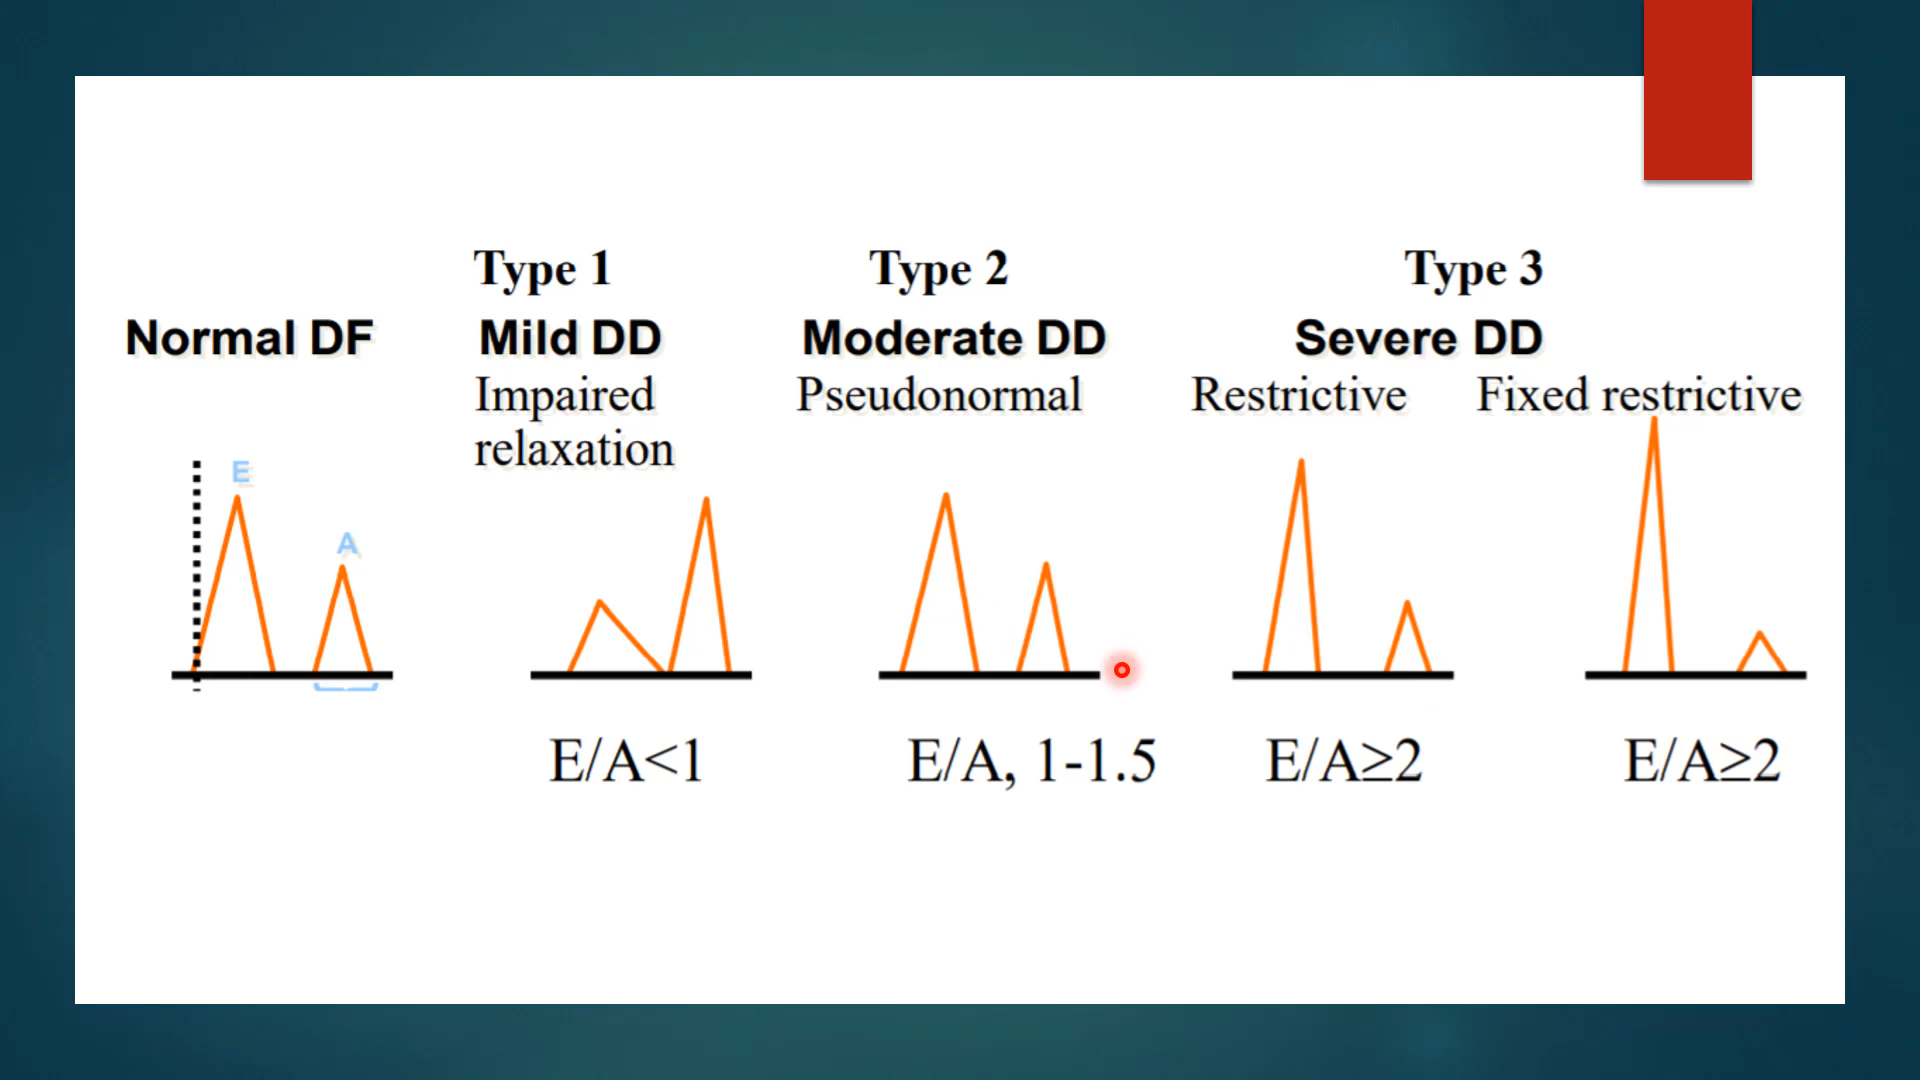 Type 1
Type 2
Type 3
Normal DF
Mild DD
Moderate DD
Severe DD
Impaired
relaxation
Pseudonormal
Restrictive
Fixed restrictive
E
A
E/A<1
E/A, 1-1.5
E/A≥2
E/A≥2